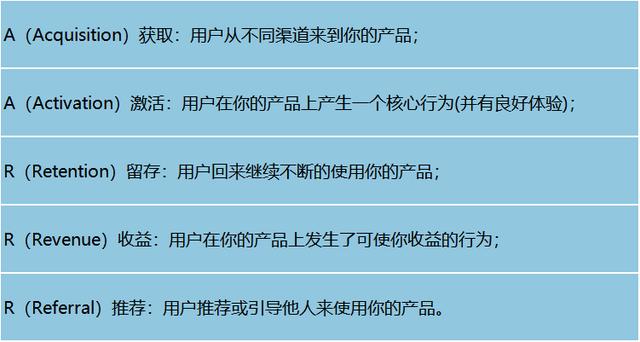 A（Acquisition）获取：用户从不同渠道来到你的产品；
A（Activation）激活：用户在你的产品上产生一个核心行为(并有良好体验)；
R（Retention）留存：用户回来继续不断的使用你的产品；
R（Revenue）收益：用户在你的产品上发生了可使你收益的行为；
R（Referral）推荐：用户推荐或引导他人来使用你的产品。